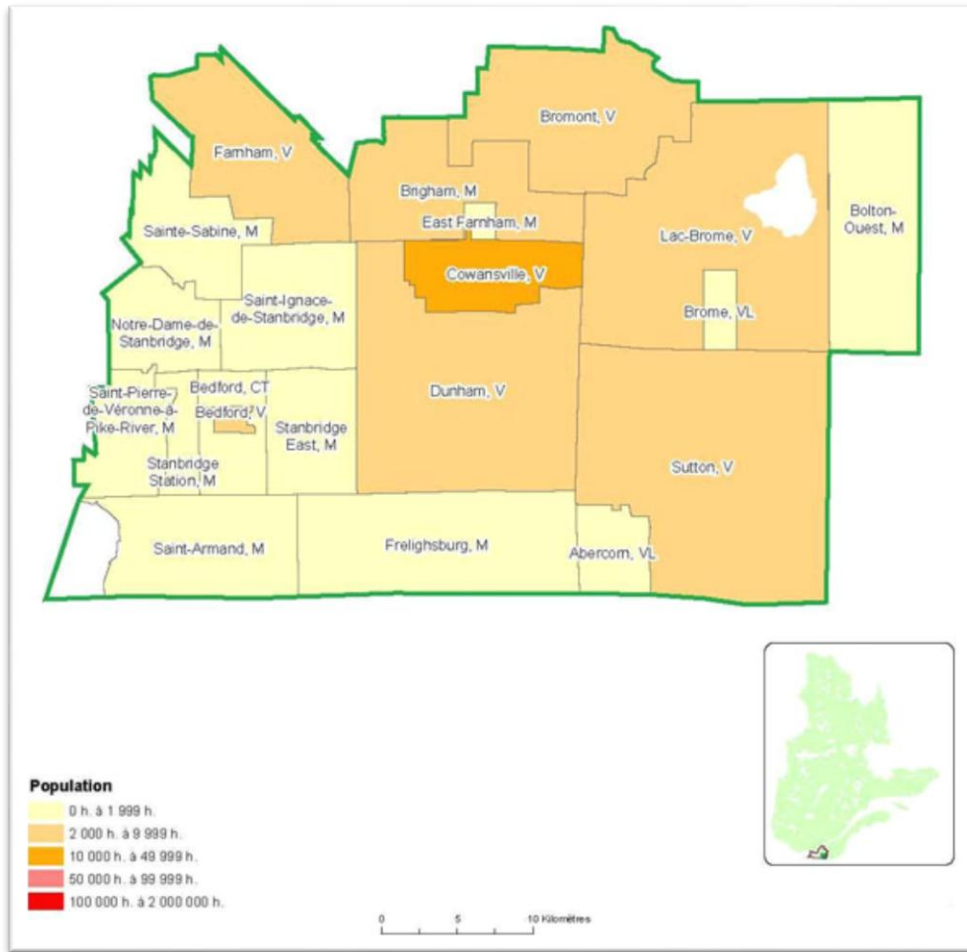 Bromont, V
Farnham, V
Brigham, M
East Farnham, M
Sainte-Sabine, M
Lac-Brome, V
Bolton-
Ouest, M
Cowansville, V
Saint-Ignace-
de-Stanbridge, M
Brome, VL
Notre-Dame-de-
Stanbridge, M
Saint-Pierre-
de-Véronne-à-
Pike-River, M
Bedford, CT
Bedford, V
Dunham, V
Stanbridge
East, M
Stanbridge
Station, M
Sutton, V
Saint-Armand, M
Frelighsburg, M
Abercorn, VL
Population
0 h. à 1 999 h.
2 000 h. à 9 999 h.
10 000 h. à 49 999 h.
50 000 h. à 99 999 h.
100 000 h. à 2 000 000 h.
0 5 10 Kilomètres